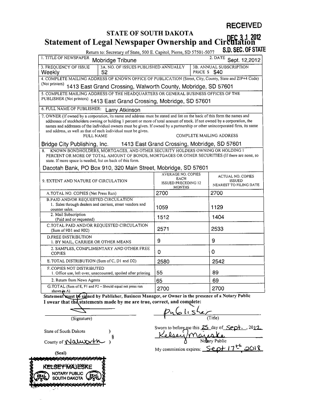 RECEIVED
DEC 31 2012
S.D. SEC. OF STATE
STATE OF SOUTH DAKOTA
Statement of Legal Newspaper Ownership and Circulation
Return to: Secretary of State, 500 E. Capitol, Pierre, SD 57501-5077
1. TITLE OF NEWSPAPER Mobridge Tribune
2. DATE Sept. 12,2012
3. FREQUENCY OF ISSUE Weekly
3A. NO. OF ISSUES PUBLISHED ANNUALLY 52
3B. ANNUAL SUBSCRIPTION PRICE $ $40
4. COMPLETE MAILING ADDRESS OF KNOWN OFFICE OF PUBLICATION (Street, City, County, State and ZIP+4 Code)
(Not printers) 1413 East Grand Crossing, Walworth County, Mobridge, SD 57601
5. COMPLETE MAILING ADDRESS OF THE HEADQUARTERS OR GENERAL BUSINESS OFFICES OF THE
PUBLISHER (Not printers) 1413 East Grand Crossing, Mobridge, SD 57601
6. FULL NAME OF PUBLISHER: Larry Atkinson
7. OWNER (If owned by a corporation, its name and address must be stated and
addresses of stockholders owning or holding 1 percent or more of total amount of stock. If not owned by a corporation, the
names and addresses of the individual owners must be given. If owned by a partnership or other unincorporated firm, its name
and address, as well as that of each individual must be given.
FULL NAME COMPLETE MAILING ADDRESS
Bridge City Publishing, Inc. 1413 East Grand Crossing, Mobridge, SD 57601
8. KNOWN BONDHOLDERS, MORTGAGEES, AND OTHER SECURITY HOLDERS OWNING OR HOLDING 1
PERCENT OR MORE OF TOTAL AMOUNT OF BONDS, MORTGAGES OR OTHER SECURITIES (If there are none, so
state. If more space is needed, list on back of this form.
Dacotah Bank, PO Box 910, 320 Main Street, Mobridge, SD 57601
9. EXTENT AND NATURE OF CIRCULATION
AVERAGE NO. COPIES EACH ISSUED PRECEDING 12 MONTHS
ACTUAL NO. COPIES ISSUED NEAREST TO FILING DATE
A. TOTAL NO. COPIES (Net Press Run) 2700 2700
B. PAID AND/OR REQUESTED CIRCULATION
1. Sales through dealers and carriers, street vendors and
counter sales. 1059 1129
2. Mail Subscription
(Paid and or requested) 1512 1404
C. TOTAL PAID AND/OR REQUESTED CIRCULATION
(Sum of 9B1 and 9B2) 2571 2533
D. FREE DISTRIBUTION
1. BY MAIL, CARRIER OR OTHER MEANS 9 9
2. SAMPLES, COMPLIMENTARY AND OTHER FREE
COPIES 0 0
E. TOTAL DISTRIBUTION (Sum of C, D1 and D2) 2580 2542
F. COPIES NOT DISTRIBUTED
1. Office use, left over, unaccounted, spoiled after printing 55 89
2. Return from News Agents 65 69
G. TOTAL (Sum of E, F1 and F2 - Should equal net press run
shown in A) 2700 2700
Statement must be signed by Publisher, Business Manager, or Owner in the presence of a Notary Public
I swear that the statements made by me are true, correct, and complete:
Publisher
(Signature) (Title)
State of South Dakota )
§
County of Walworth )
Sworn to before me this 25 day of Sept. 2012
Kelsey Majeske
Notary Public
My commission expires: Sept 17th 2018
(Seal)
KELSEY MAJESKE
NOTARY PUBLIC
SOUTH DAKOTA